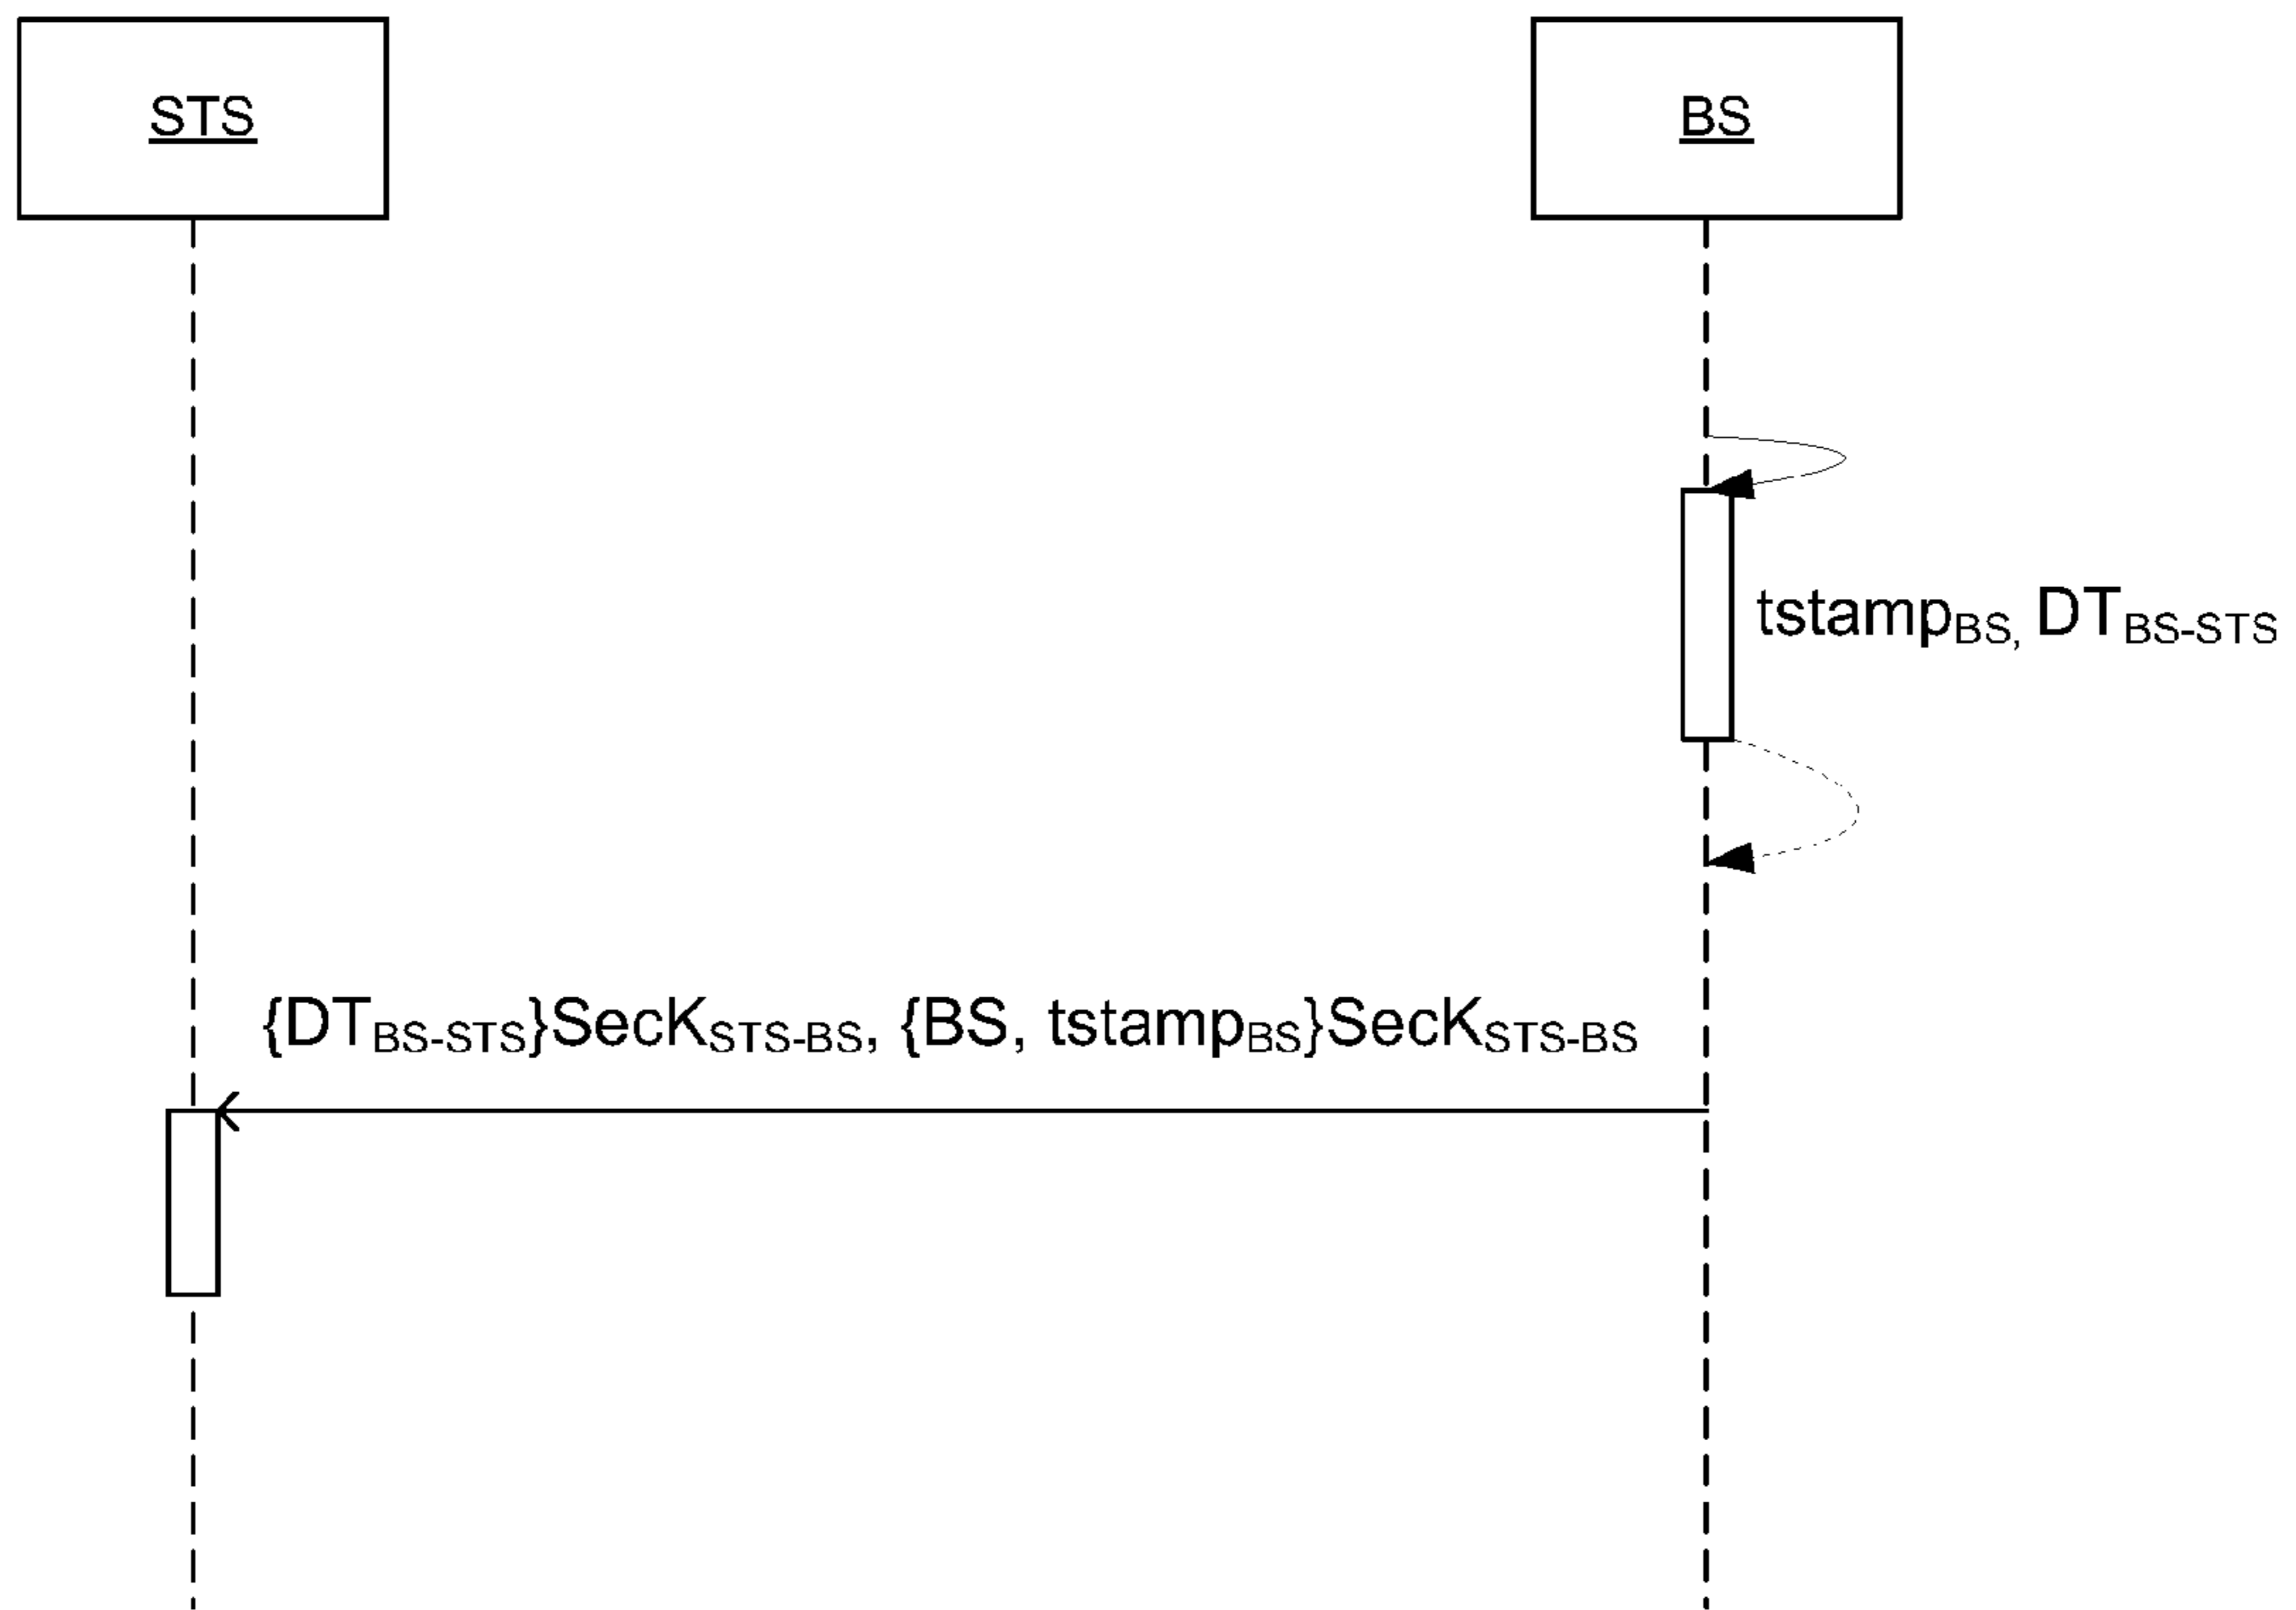 STS
BS
tstampBS, DTBS-STS
{DTBS-STS}SecKSTS-BS, {BS, tstampBS}SecKSTS-BS